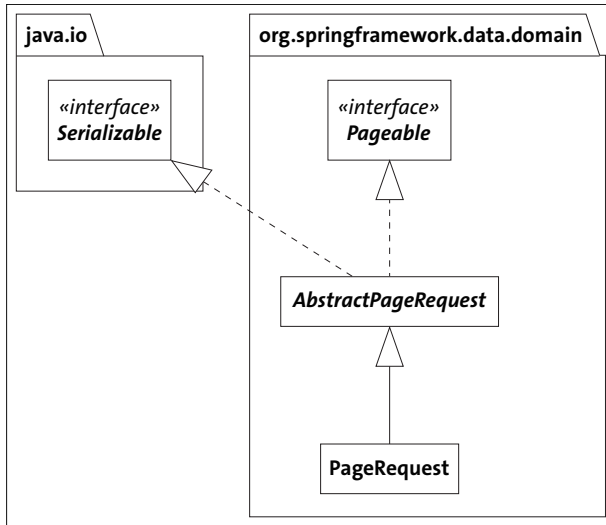 java.io
org.springframework.data.domain
«interface»
Serializable
«interface»
Pageable
AbstractPageRequest
PageRequest